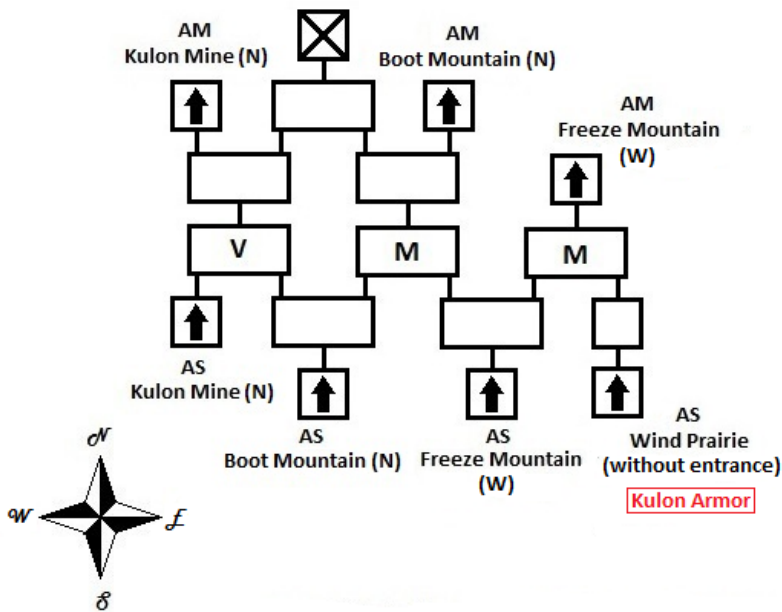 AM
Kulon Mine (N)
AM
Boot Mountain (N)
AM
Freeze Mountain
(W)
V
M
M
AS
Kulon Mine (N)
AS
Boot Mountain (N)
AS
Freeze Mountain
(W)
AS
Wind Prairie
(without entrance)
Kulon Armor
N
W
E
S